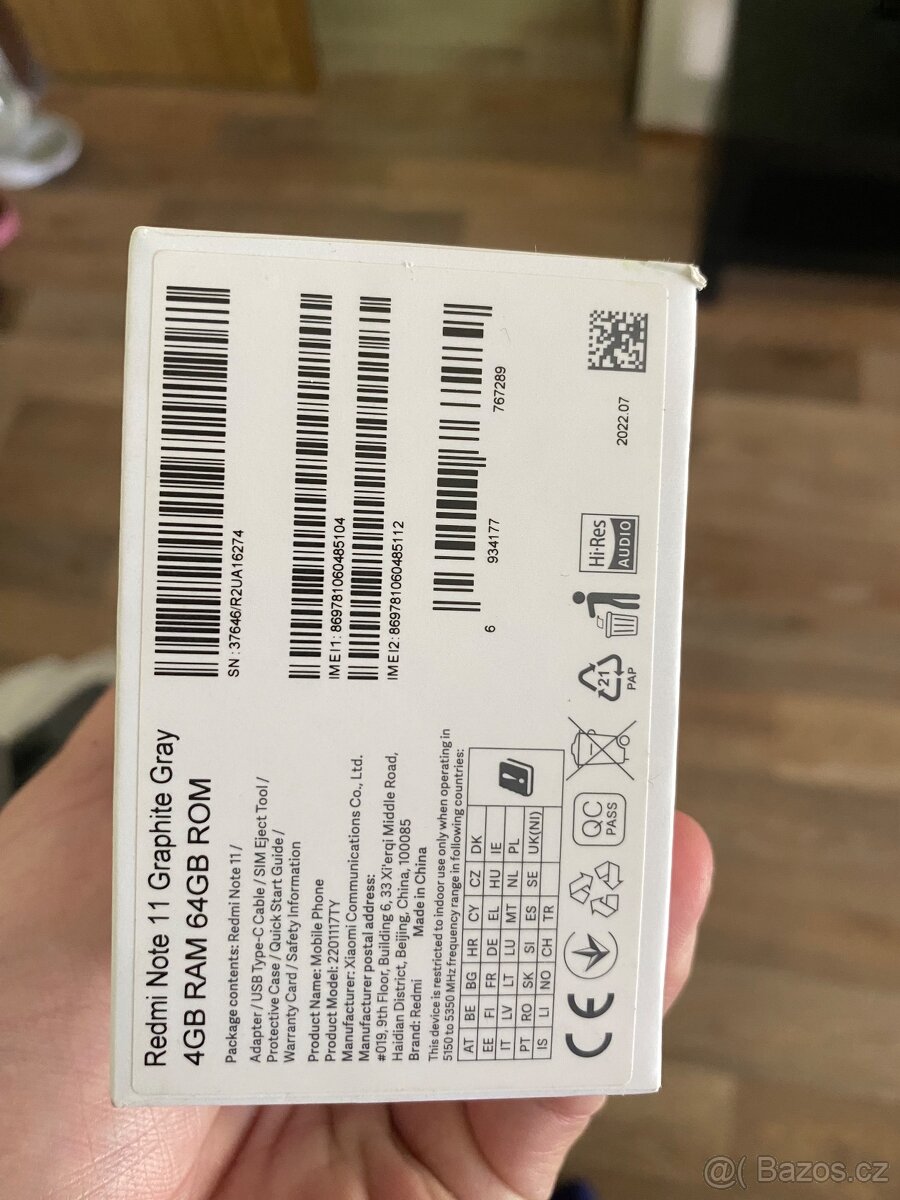 Redmi Note 11 Graphite Gray
4GB RAM 64GB ROM
Package contents: Redmi Note 11 /
Adapter / USB Type-C Cable / SIM Eject Tool /
Protective Case / Quick Start Guide /
Warranty Card / Safety Information
Product Name: Mobile Phone
Product Model: 2201117TY
Manufacturer: Xiaomi Communications Co., Ltd.
Manufacturer postal address:
#019, 9th Floor, Building 6, 33 Xi'erqi Middle Road,
Haidian District, Beijing, China, 100085
Brand: Redmi Made in China
This device is restricted to indoor use only when operating in
5150 to 5350 MHz frequency range in following countries:
AT BE BG HR CY CZ DK
EE FI FR DE EL HU IE
IT LV LT LU MT NL PL
PT RO SK SI ES SE UK(NI)
IS LI NO CH TR
CE
QC
PASS
21
PAP
Hi-Res
AUDIO
2022.07
SN : 37646/R2UA16274
IMEI1: 869781060485104
IMEI2: 869781060485112
6 934177 767289
@( Bazos.cz